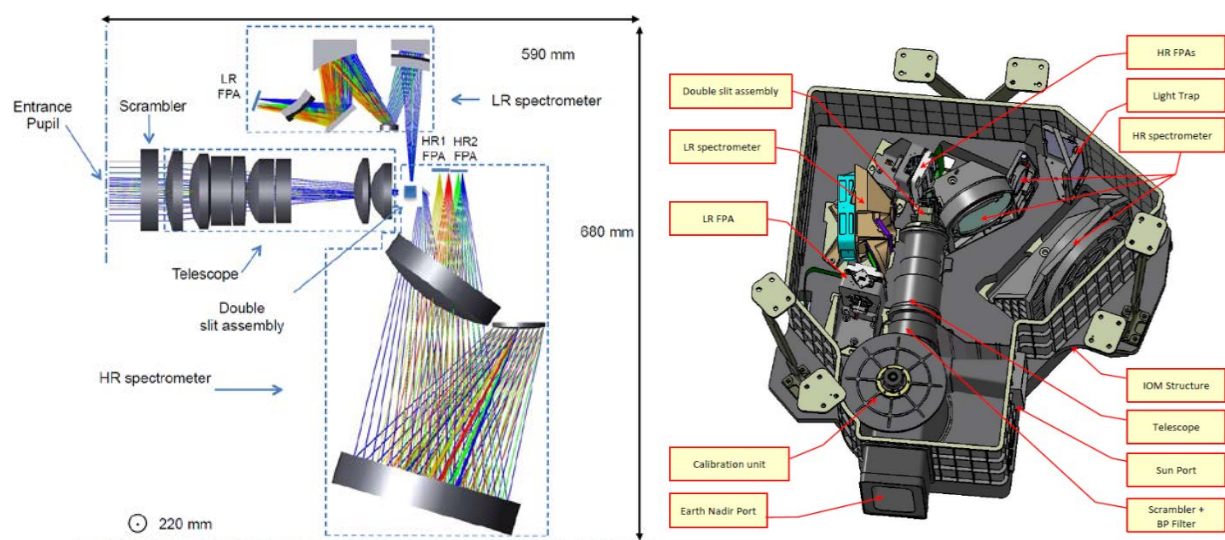 590 mm
LR
FPA
LR spectrometer
Entrance
Pupil
Scrambler
HR1
FPA
HR2
FPA
680 mm
Telescope
Double
slit assembly
HR spectrometer
220 mm
HR FPAs
Double slit assembly
Light Trap
LR spectrometer
HR spectrometer
LR FPA
IOM Structure
Telescope
Calibration unit
Sun Port
Earth Nadir Port
Scrambler +
BP Filter